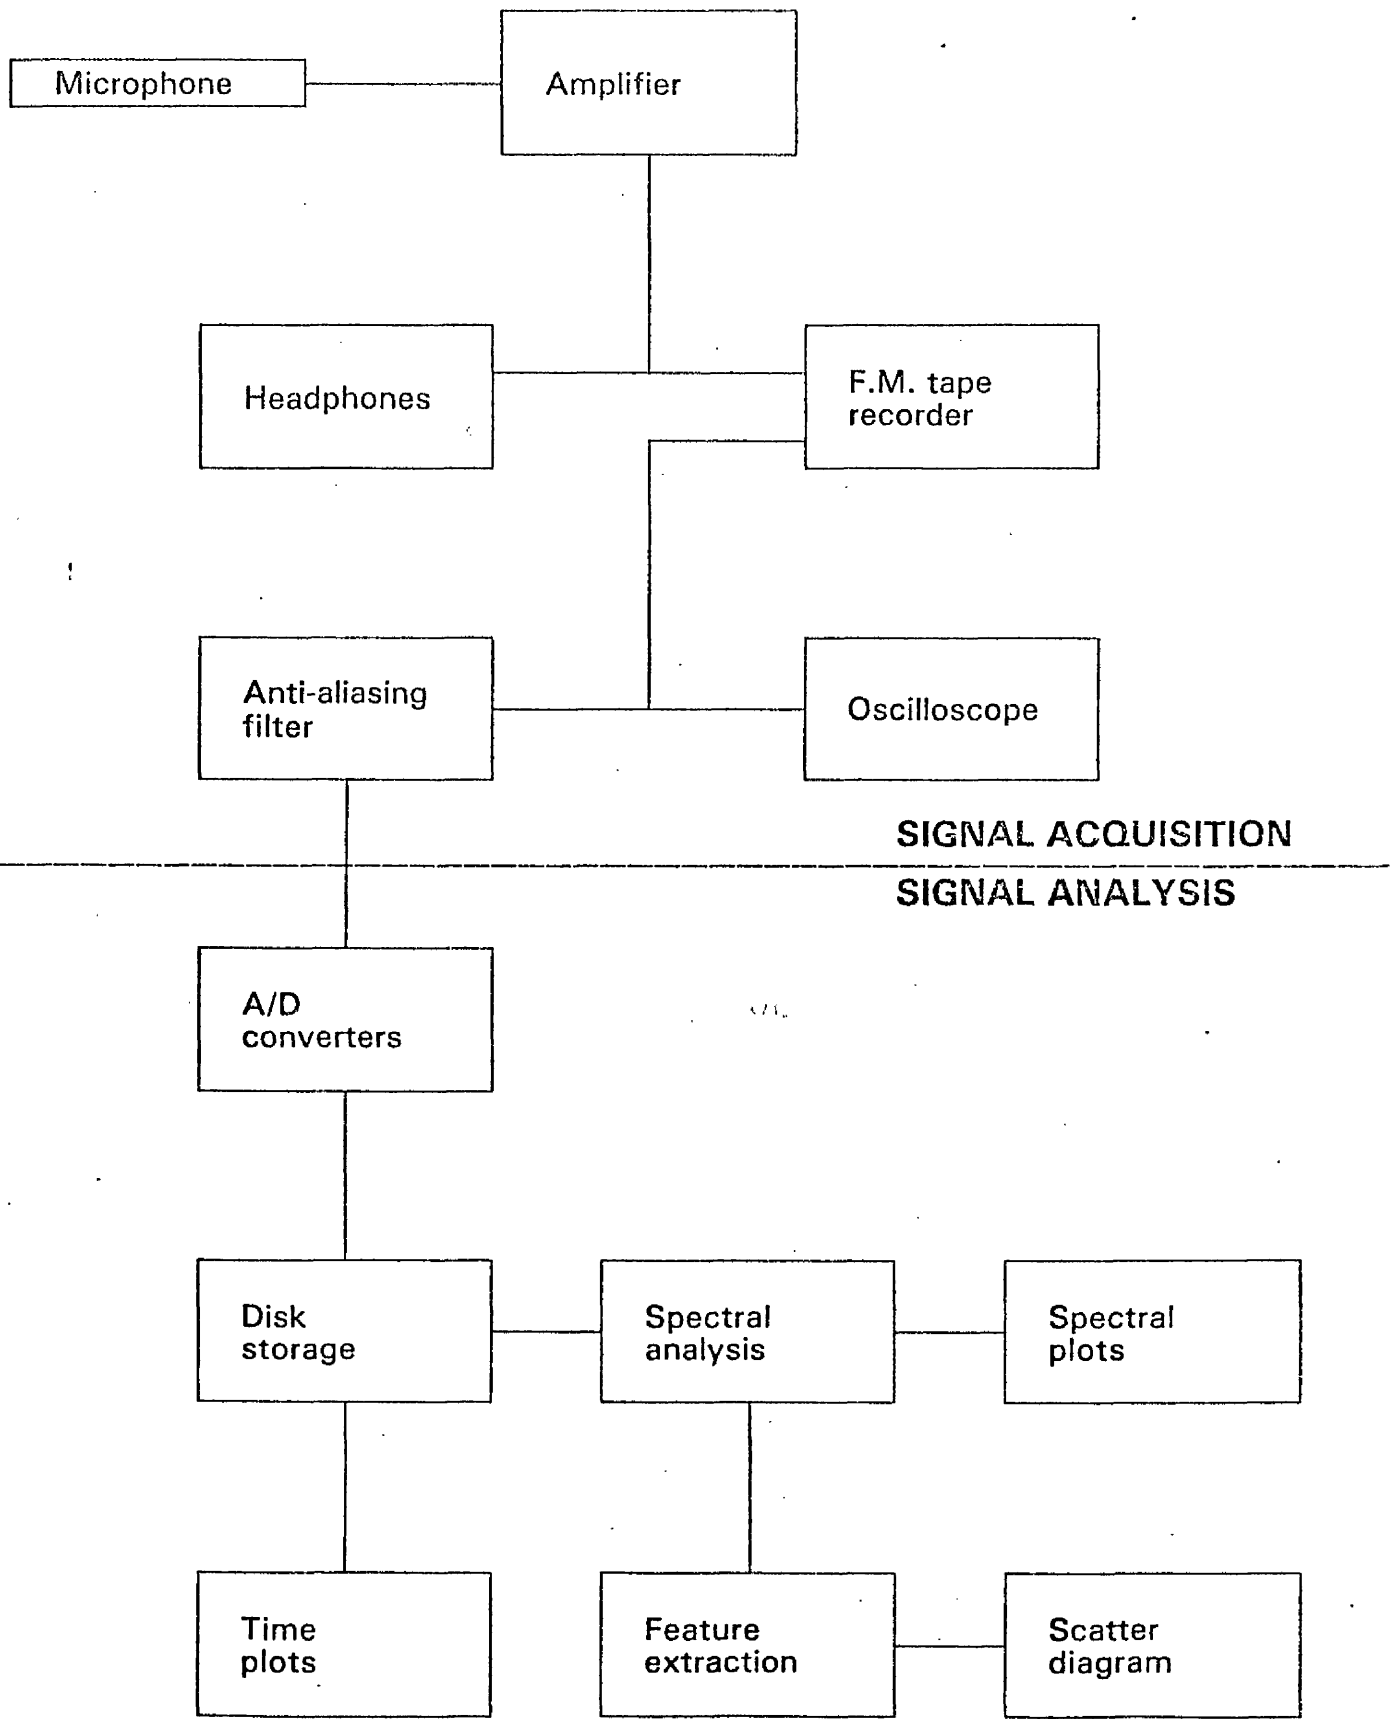 Microphone
Amplifier
Headphones
F.M. tape
recorder
Anti-aliasing
filter
Oscilloscope
SIGNAL ACQUISITION
SIGNAL ANALYSIS
A/D
converters
Disk
storage
Spectral
analysis
Spectral
plots
Time
plots
Feature
extraction
Scatter
diagram